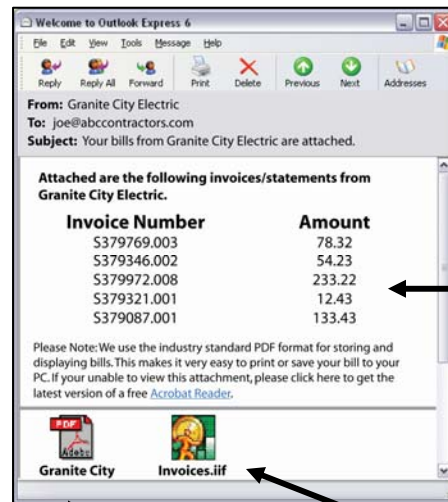 Welcome to Outlook Express 6
File Edit View Tools Message Help
Reply Reply All Forward Print Delete Previous Next Addresses
From: Granite City Electric
To: joe@abccontractors.com
Subject: Your bills from Granite City Electric are attached.
Attached are the following invoices/statements from
Granite City Electric.
Invoice Number Amount
S379769.003 78.32
S379346.002 54.23
S379972.008 233.22
S379321.001 12.43
S379087.001 133.43
Please Note: We use the industry standard PDF format for storing and
displaying bills. This makes it very easy to print or save your bill to your
PC. If your unable to view this attachment, please click here to get the
latest version of a free Acrobat Reader.
PDF
Adobe
Granite City Invoices.iif